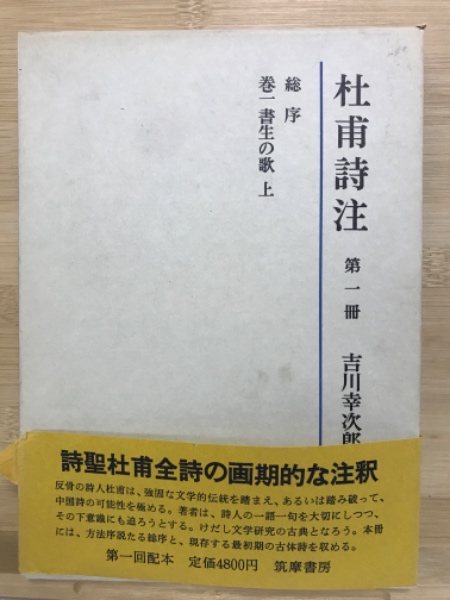 杜甫詩注 第一冊 吉川幸次郎
総序
巻一 書生の歌 上
詩聖杜甫全詩の画期的な注釈
反骨の詩人杜甫は、強固な文学的伝統を踏まえ、あるいは踏み破って、
中国詩の可能性を極める。著者は、詩人の一語一句を大切にしつつ、
その下意識にも迫ろうとする。けだし文学研究の古典となろう。本冊
には、方法序説たる総序と、現存する最初期の古体詩を収める。
第一回配本 定価4800円 筑摩書房